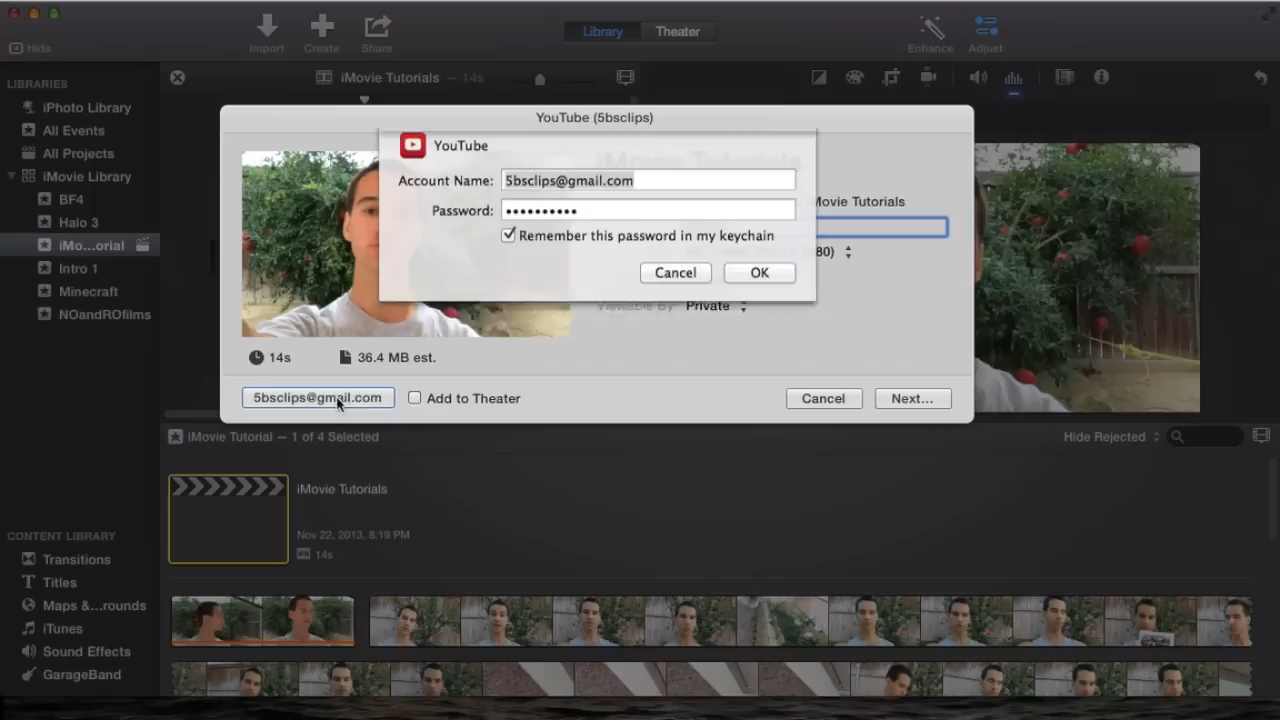 Hide
Import
Create
Share
Library
Theater
Enhance
Adjust
LIBRARIES
iPhoto Library
All Events
All Projects
iMovie Library
BF4
Halo 3
iMo...orial
Intro 1
Minecraft
NOandROfilms
iMovie Tutorials — 14s
YouTube (5bsclips)
YouTube
Account Name: 5bsclips@gmail.com
Password: ••••••••••
Remember this password in my keychain
Cancel
OK
iMovie Tutorials
Movie Tutorials
80)
Private
14s
36.4 MB est.
5bsclips@gmail.com
Add to Theater
Cancel
Next...
iMovie Tutorial — 1 of 4 Selected
Hide Rejected
iMovie Tutorials
Nov 22, 2013, 8:19 PM
14s
CONTENT LIBRARY
Transitions
Titles
Maps &...rounds
iTunes
Sound Effects
GarageBand